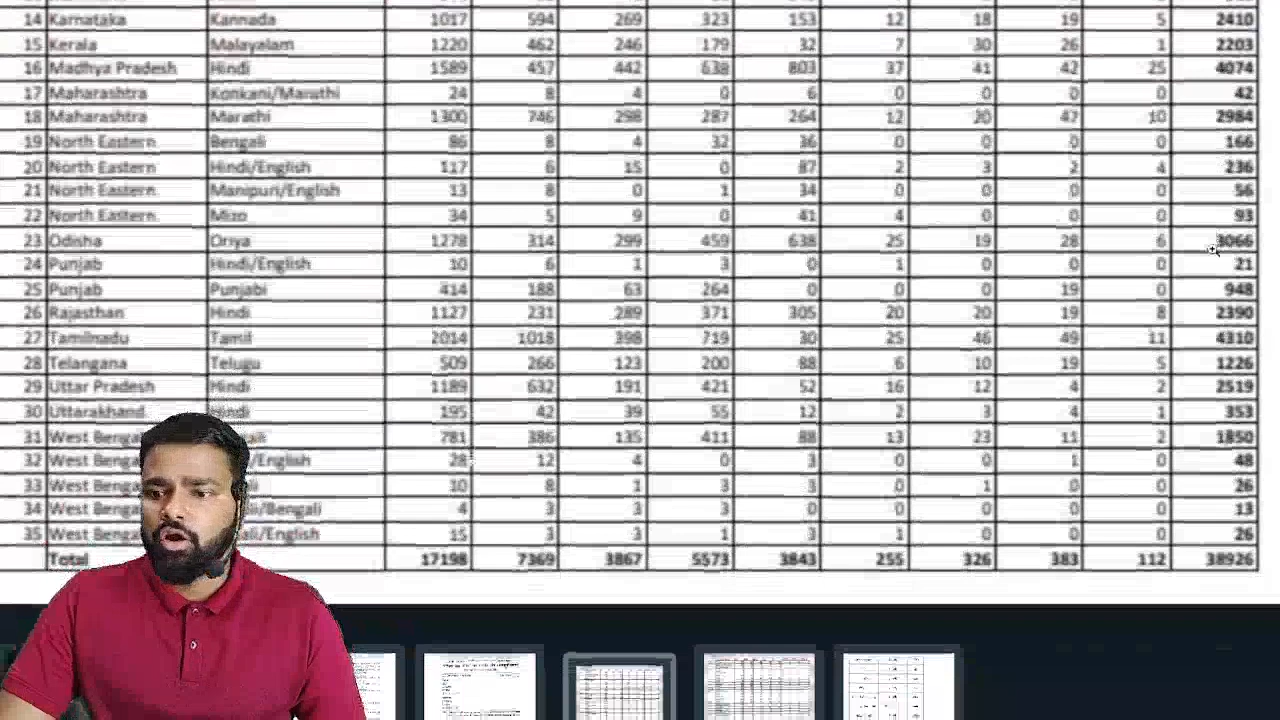 14 Karnataka Kannada 1017 594 269 323 153 12 18 19 5 2410
15 Kerala Malayalam 1220 462 246 179 32 7 30 26 1 2203
16 Madhya Pradesh Hindi 1589 457 442 638 803 37 41 42 25 4074
17 Maharashtra Konkani/Marathi 24 8 4 0 6 0 0 0 0 42
18 Maharashtra Marathi 1300 746 298 287 264 12 20 47 10 2984
19 North Eastern Bengali 86 8 4 32 36 0 0 0 0 166
20 North Eastern Hindi/English 117 6 15 0 87 2 3 2 4 236
21 North Eastern Manipuri/English 13 8 0 1 34 0 0 0 0 56
22 North Eastern Mizo 34 5 9 0 41 4 0 0 0 93
23 Odisha Oriya 1278 314 299 459 638 25 19 28 6 3066
24 Punjab Hindi/English 10 6 1 3 0 1 0 0 0 21
25 Punjab Punjabi 414 188 63 264 0 0 0 19 0 948
26 Rajasthan Hindi 1127 231 289 371 305 20 20 19 8 2390
27 Tamilnadu Tamil 2014 1018 398 719 30 25 46 49 11 4310
28 Telangana Telugu 509 266 123 200 88 6 10 19 5 1226
29 Uttar Pradesh Hindi 1189 632 191 421 52 16 12 4 2 2519
30 Uttarakhand Hindi 195 42 39 55 12 2 3 4 1 353
31 West Benga ali 781 386 135 411 88 13 23 11 2 1850
32 West Benga /English 28 12 4 0 3 0 0 1 0 48
33 West Benga li 10 8 1 3 3 0 1 0 0 26
34 West Benga li/Bengali 4 3 3 3 0 0 0 0 0 13
35 West Benga ali/English 15 3 3 1 3 1 0 0 0 26
Total 17198 7369 3867 5573 3843 255 326 383 112 38926